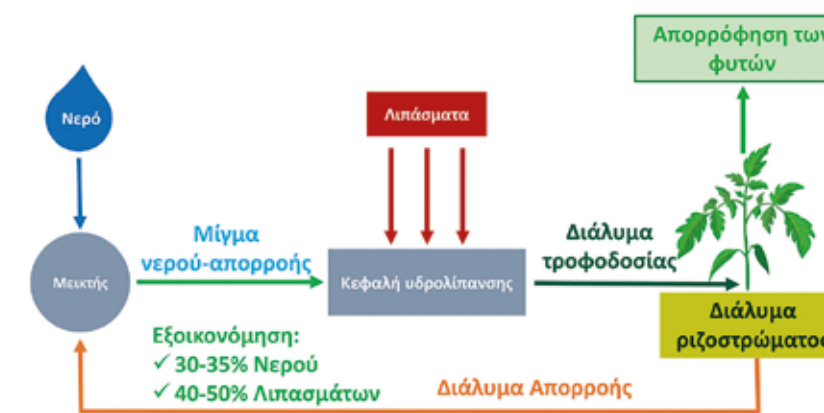 Απορρόφηση των
φυτών
Νερό
Λιπάσματα
Μίγμα
νερού-απορροής
Διάλυμα
τροφοδοσίας
Μεικτής
Κεφαλή υδρολίπανσης
Διάλυμα
ριζοστρώματος
Εξοικονόμηση:
✓ 30-35% Νερού
✓ 40-50% Λιπασμάτων
Διάλυμα Απορροής